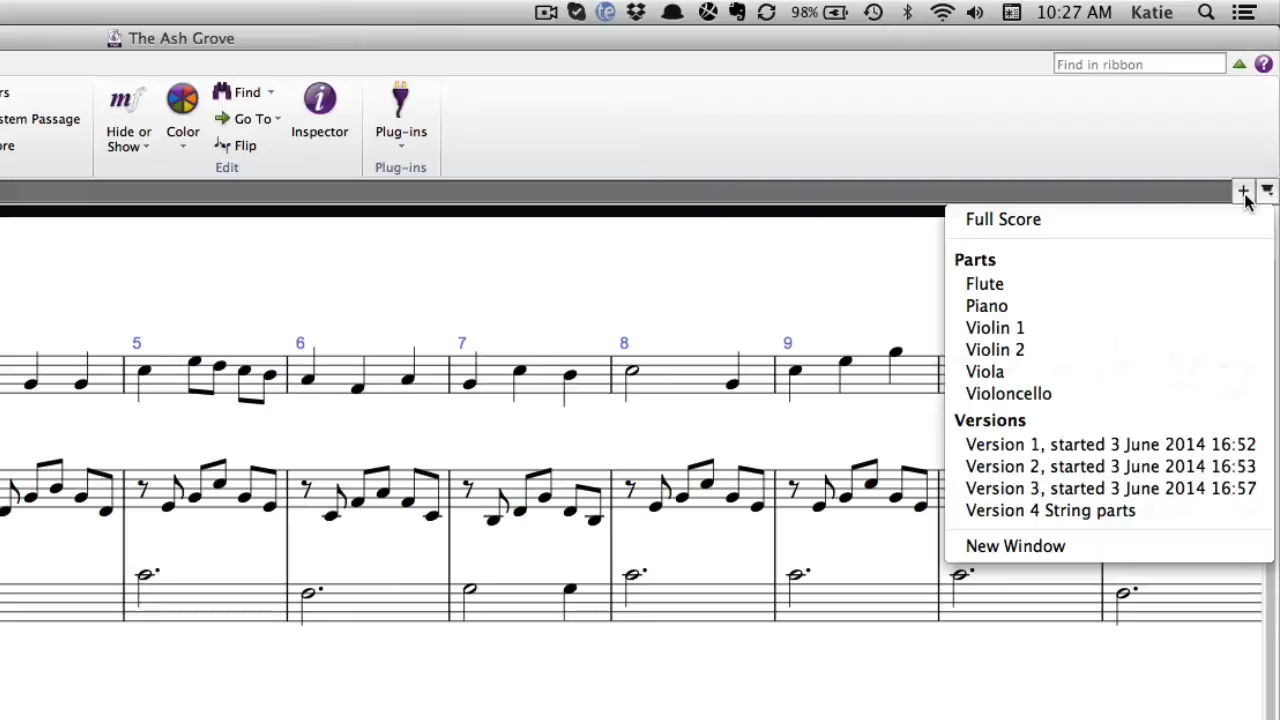 98%
10:27 AM
Katie
The Ash Grove
Find in ribbon
rs
stem Passage
ore
mf
Hide or
Show
Color
Find
Go To
Flip
Inspector
Plug-ins
Edit
Plug-ins
Full Score
Parts
Flute
Piano
Violin 1
Violin 2
Viola
Violoncello
Versions
Version 1, started 3 June 2014 16:52
Version 2, started 3 June 2014 16:53
Version 3, started 3 June 2014 16:57
Version 4 String parts
New Window
5
6
7
8
9